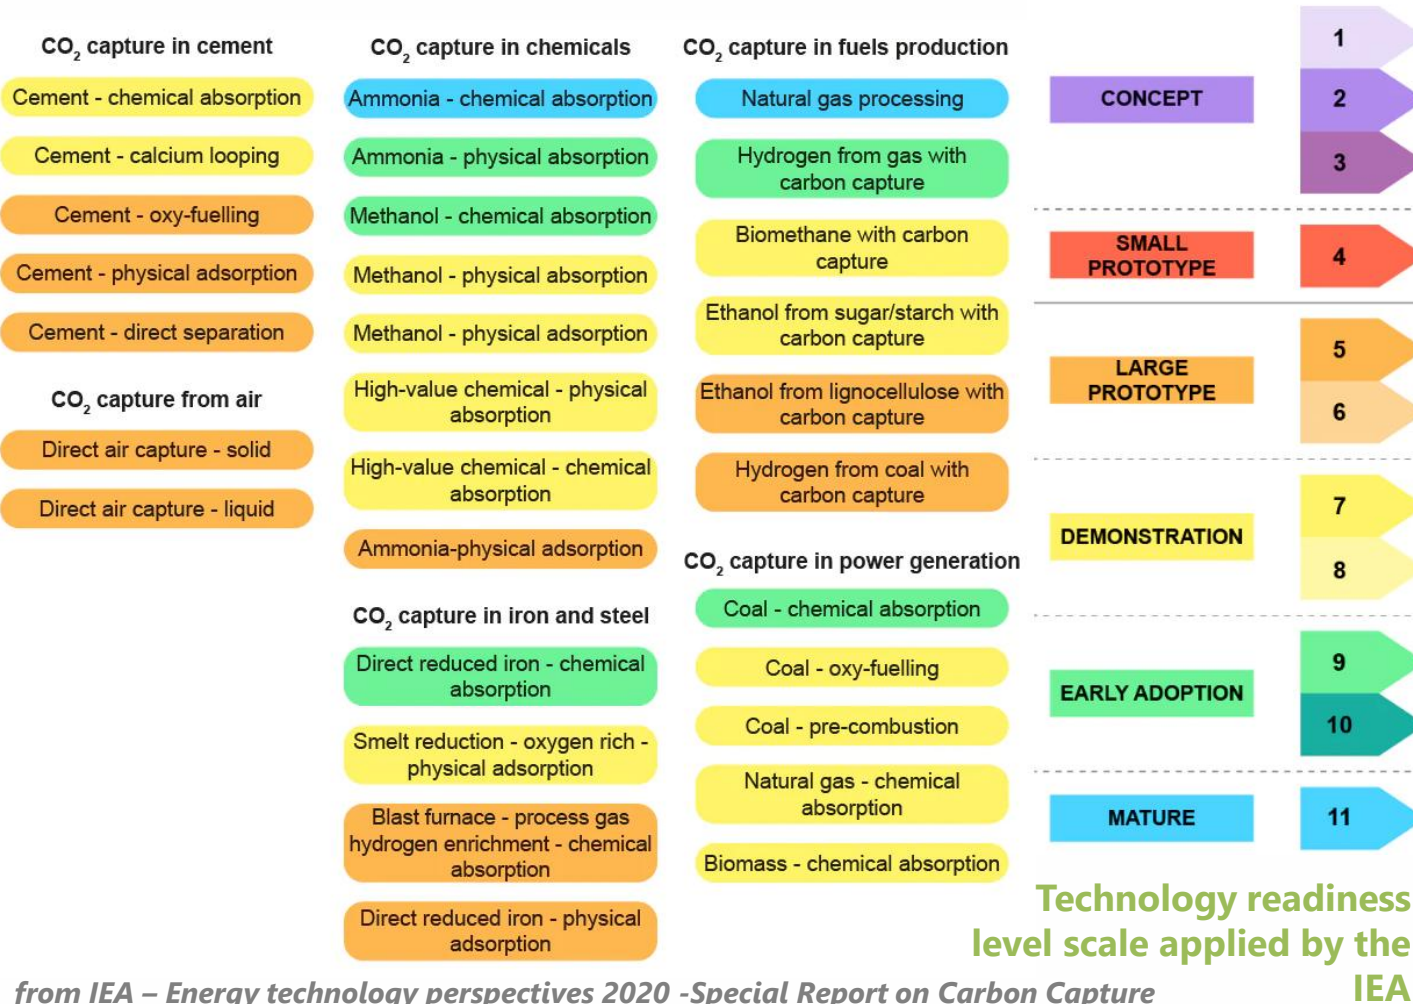 CO2 capture in cement
Cement - chemical absorption
Cement - calcium looping
Cement - oxy-fuelling
Cement - physical adsorption
Cement - direct separation
CO2 capture from air
Direct air capture - solid
Direct air capture - liquid
CO2 capture in chemicals
Ammonia - chemical absorption
Ammonia - physical absorption
Methanol - chemical absorption
Methanol - physical absorption
Methanol - physical adsorption
High-value chemical - physical
absorption
High-value chemical - chemical
absorption
Ammonia-physical adsorption
CO2 capture in iron and steel
Direct reduced iron - chemical
absorption
Smelt reduction - oxygen rich -
physical adsorption
Blast furnace - process gas
hydrogen enrichment - chemical
absorption
Direct reduced iron - physical
adsorption
CO2 capture in fuels production
Natural gas processing
Hydrogen from gas with
carbon capture
Biomethane with carbon
capture
Ethanol from sugar/starch with
carbon capture
Ethanol from lignocellulose with
carbon capture
Hydrogen from coal with
carbon capture
CO2 capture in power generation
Coal - chemical absorption
Coal - oxy-fuelling
Coal - pre-combustion
Natural gas - chemical
absorption
Biomass - chemical absorption
1
CONCEPT
2
3
SMALL
PROTOTYPE
4
5
LARGE
PROTOTYPE
6
7
DEMONSTRATION
8
9
EARLY ADOPTION
10
MATURE
11
Technology readiness
level scale applied by the
IEA
from IEA – Energy technology perspectives 2020 -Special Report on Carbon Capture